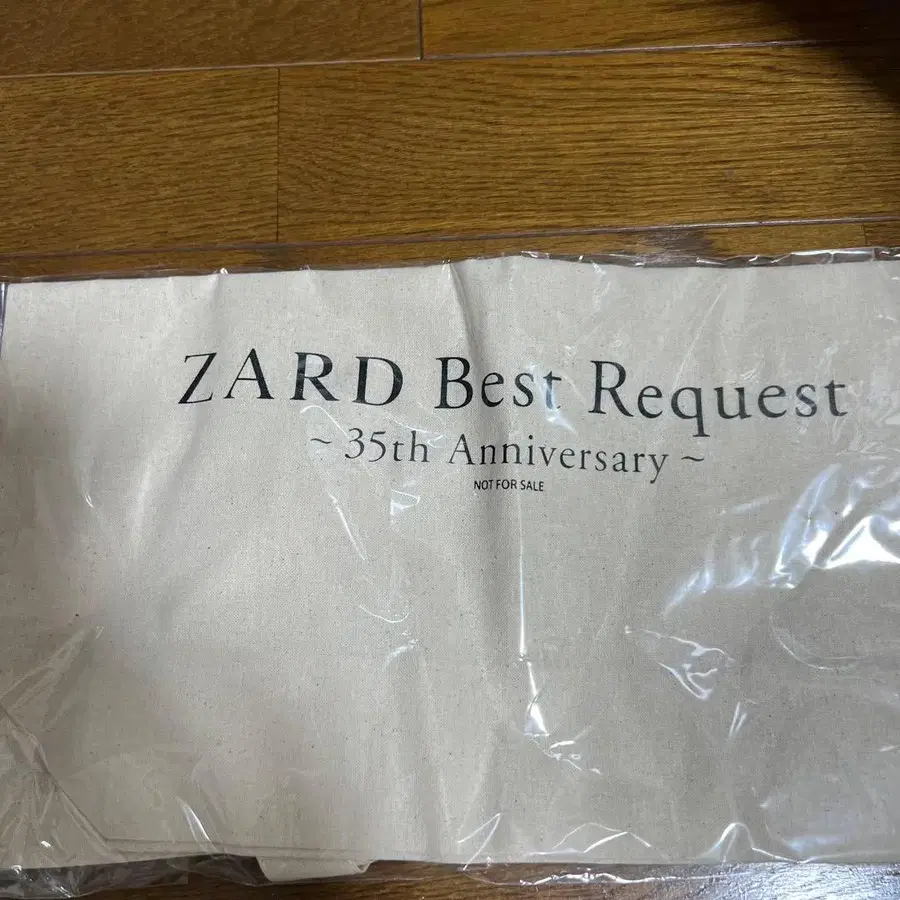 ZARD Best Request
~ 35th Anniversary ~
NOT FOR SALE